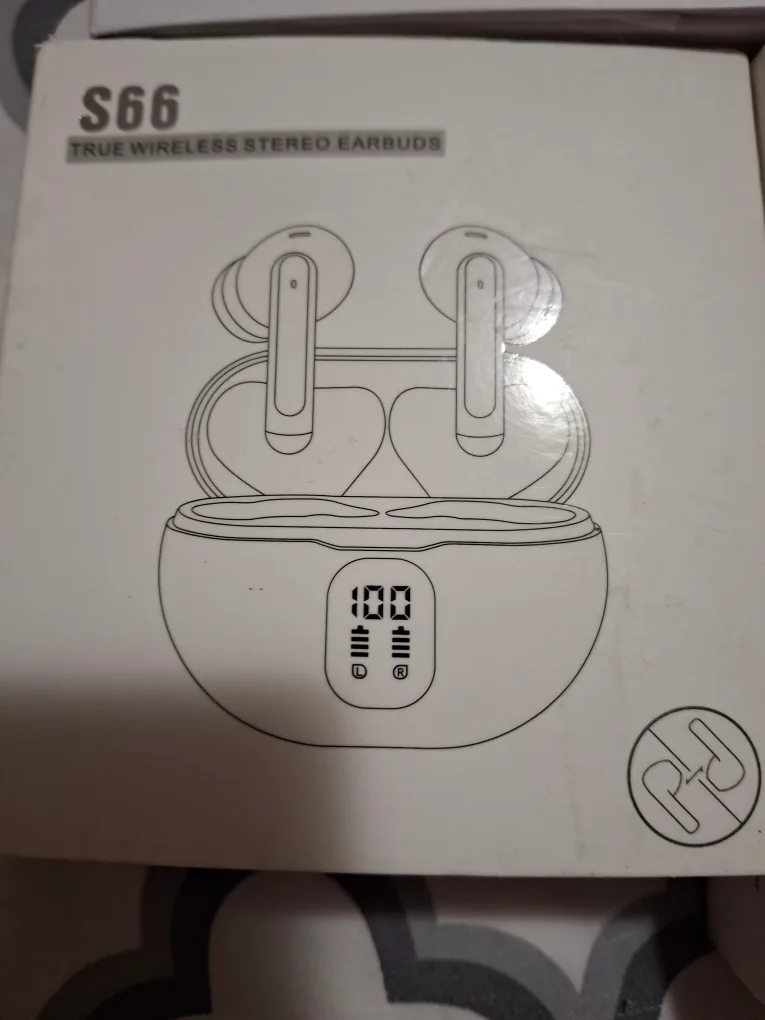 S66
TRUE WIRELESS STEREO EARBUDS
100
L R